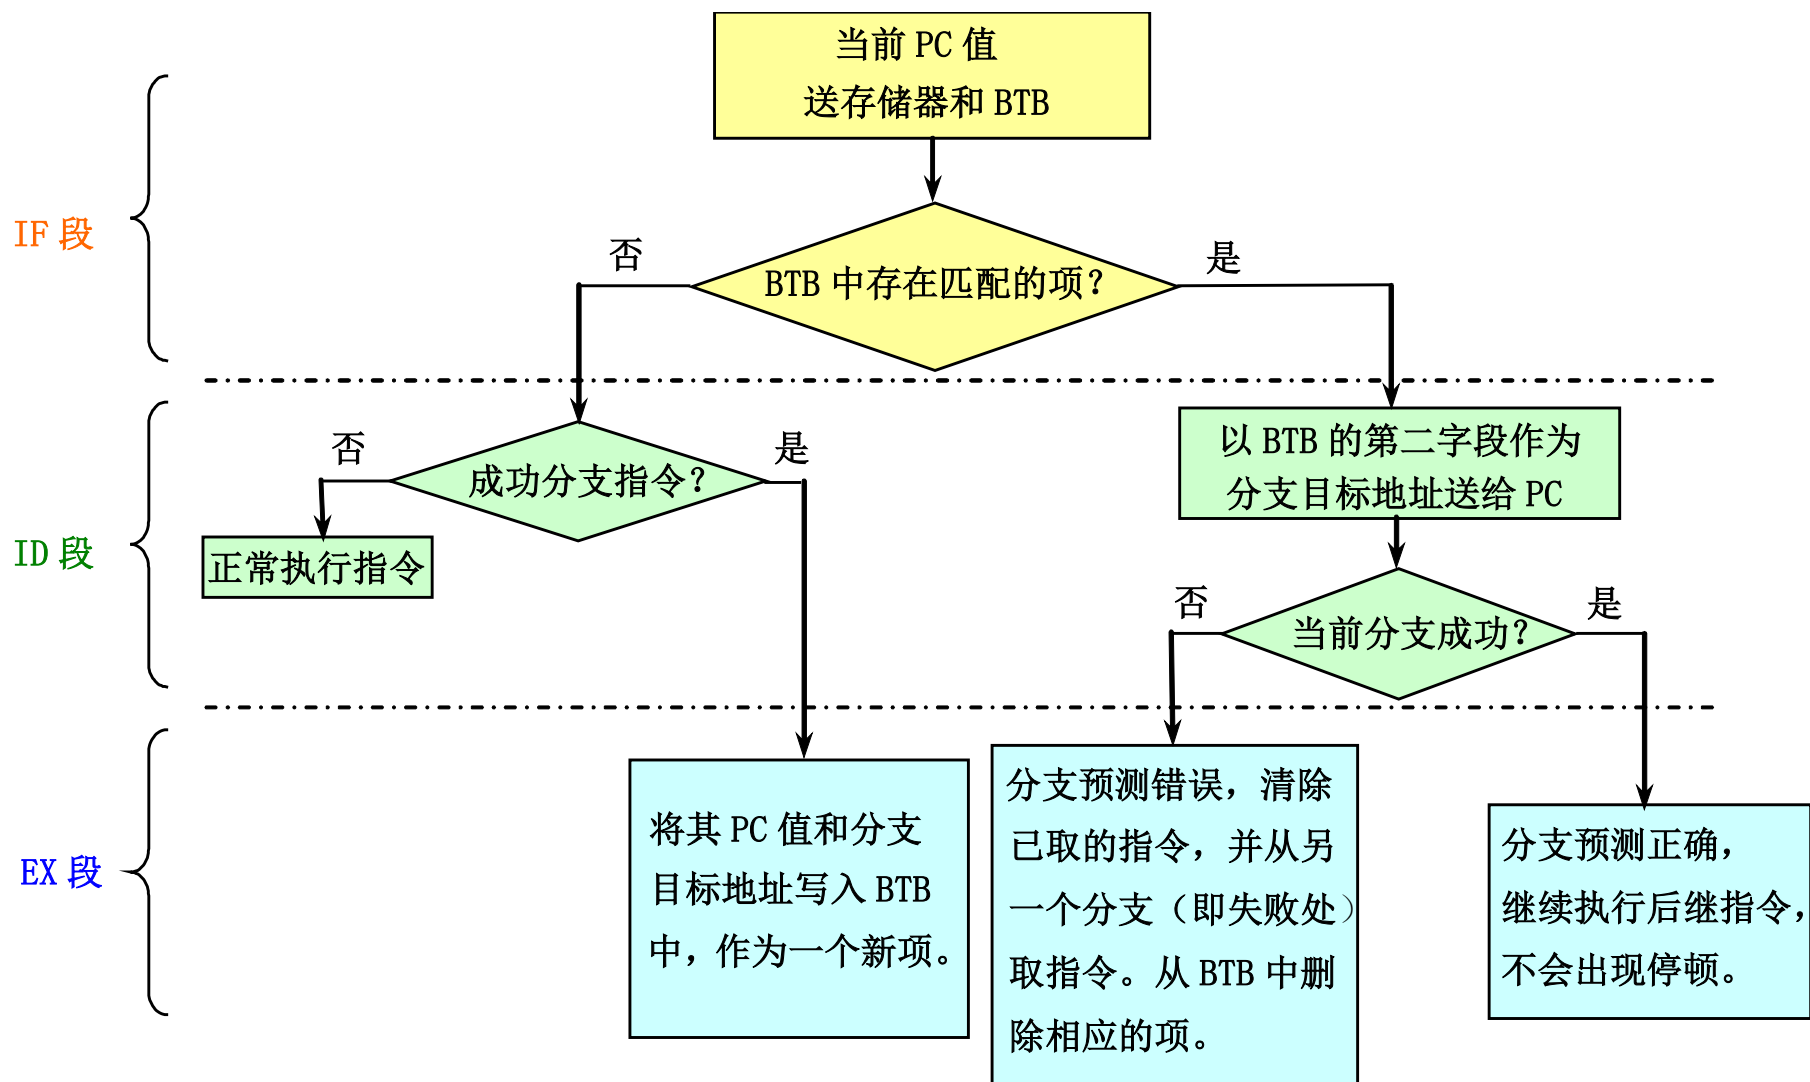 当前 PC 值
送存储器和 BTB
IF 段
否
是
BTB 中存在匹配的项？
否
是
成功分支指令？
以 BTB 的第二字段作为
分支目标地址送给 PC
ID 段
正常执行指令
否
是
当前分支成功？
EX 段
将其 PC 值和分支
目标地址写入 BTB
中，作为一个新项。
分支预测错误，清除
已取的指令，并从另
一个分支（即失败处）
取指令。从 BTB 中删
除相应的项。
分支预测正确，
继续执行后继指令，
不会出现停顿。